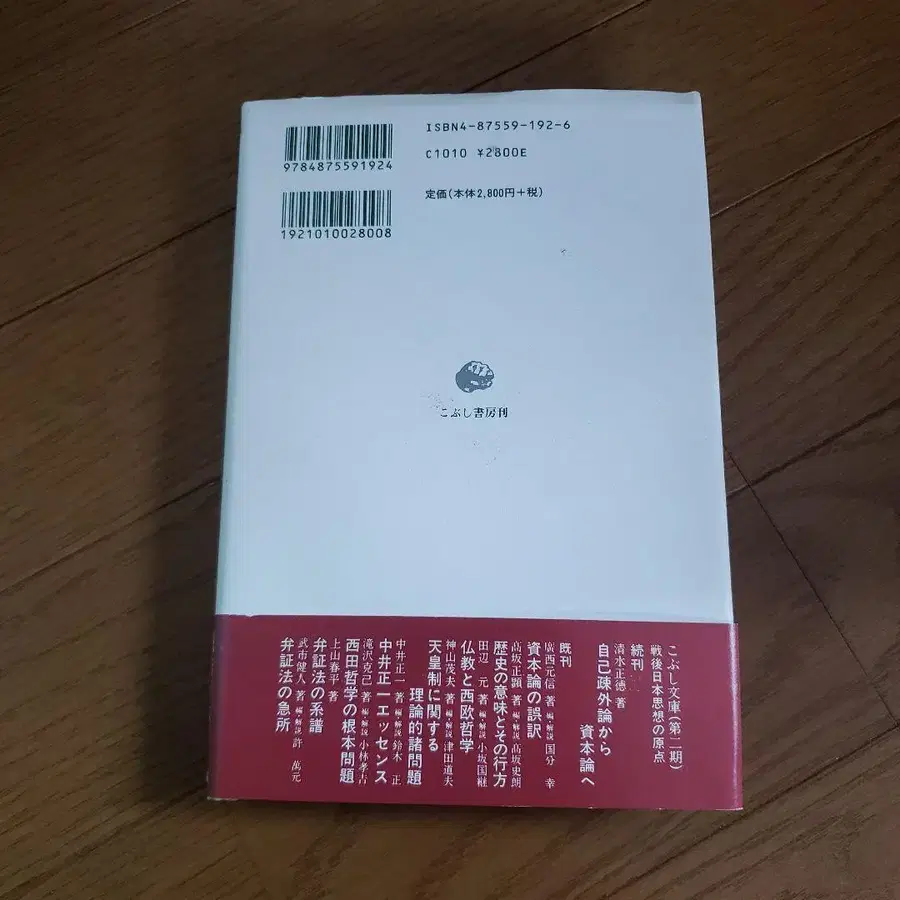 ISBN4-87559-192-6
9784875591924
C1010 ¥2800E
定価(本体2,800円+税)
1921010028008
こぶし書房刊
こぶし文庫(第二期)
戦後日本思想の原点
続刊
清水正徳 著
自己疎外論から
資本論へ
既刊
廣西元信 著 編・解説 国分 幸
資本論の誤訳
高坂正顕 著 編・解説 高坂史朗
歴史の意味とその行方
田辺 元 著 編・解説 小坂国継
仏教と西欧哲学
神山茂夫 著 編・解説 津田道夫
天皇制に関する
理論的諸問題
中井正一 著 編・解説 鈴木 正
中井正一エッセンス
滝沢克己 著 編・解説 小林孝吉
西田哲学の根本問題
上山春平 著
弁証法の系譜
武市健人 著 編・解説 許 萬元
弁証法の急所